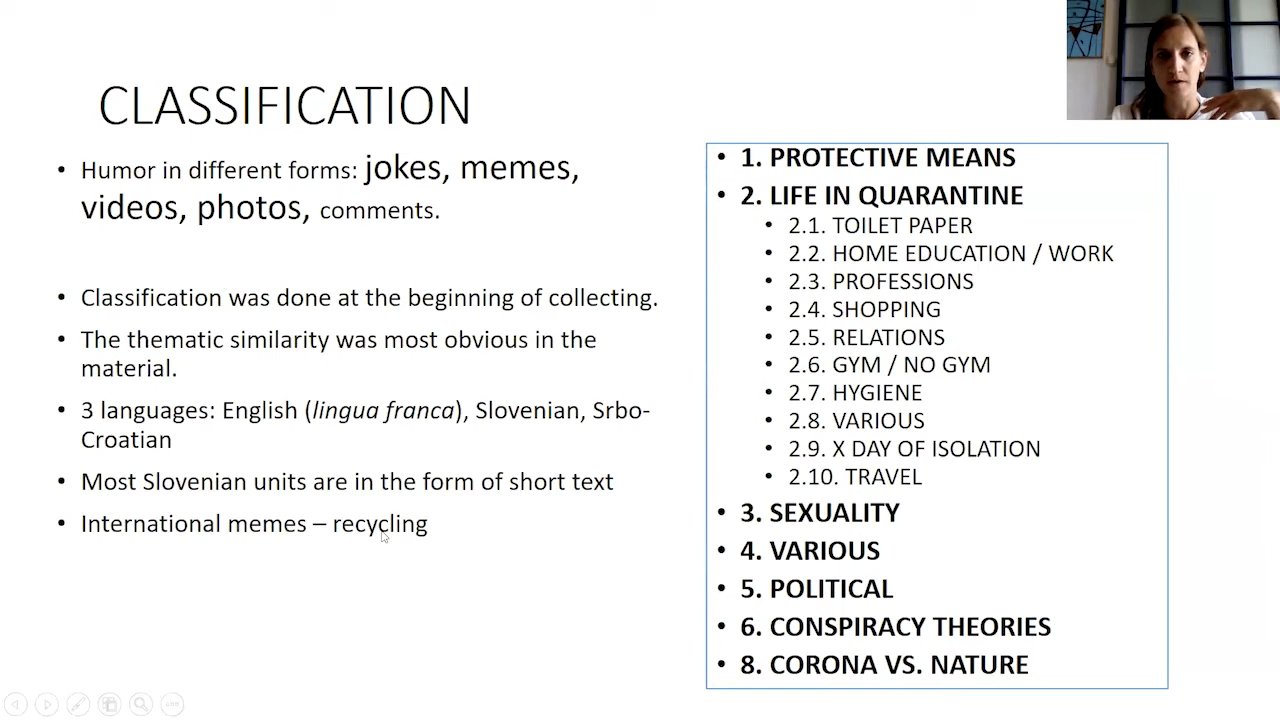 CLASSIFICATION
• Humor in different forms: jokes, memes,
videos, photos, comments.
• Classification was done at the beginning of collecting.
• The thematic similarity was most obvious in the
material.
• 3 languages: English (lingua franca), Slovenian, Srbo-
Croatian
• Most Slovenian units are in the form of short text
• International memes – recycling
• 1. PROTECTIVE MEANS
• 2. LIFE IN QUARANTINE
• 2.1. TOILET PAPER
• 2.2. HOME EDUCATION / WORK
• 2.3. PROFESSIONS
• 2.4. SHOPPING
• 2.5. RELATIONS
• 2.6. GYM / NO GYM
• 2.7. HYGIENE
• 2.8. VARIOUS
• 2.9. X DAY OF ISOLATION
• 2.10. TRAVEL
• 3. SEXUALITY
• 4. VARIOUS
• 5. POLITICAL
• 6. CONSPIRACY THEORIES
• 8. CORONA VS. NATURE